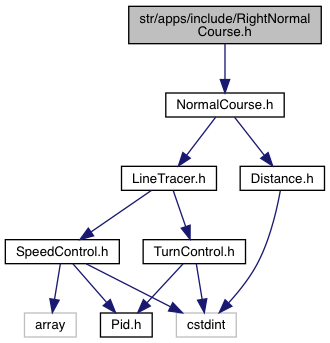 str/apps/include/RightNormal
Course.h
NormalCourse.h
LineTracer.h
Distance.h
SpeedControl.h
TurnControl.h
array
Pid.h
cstdint